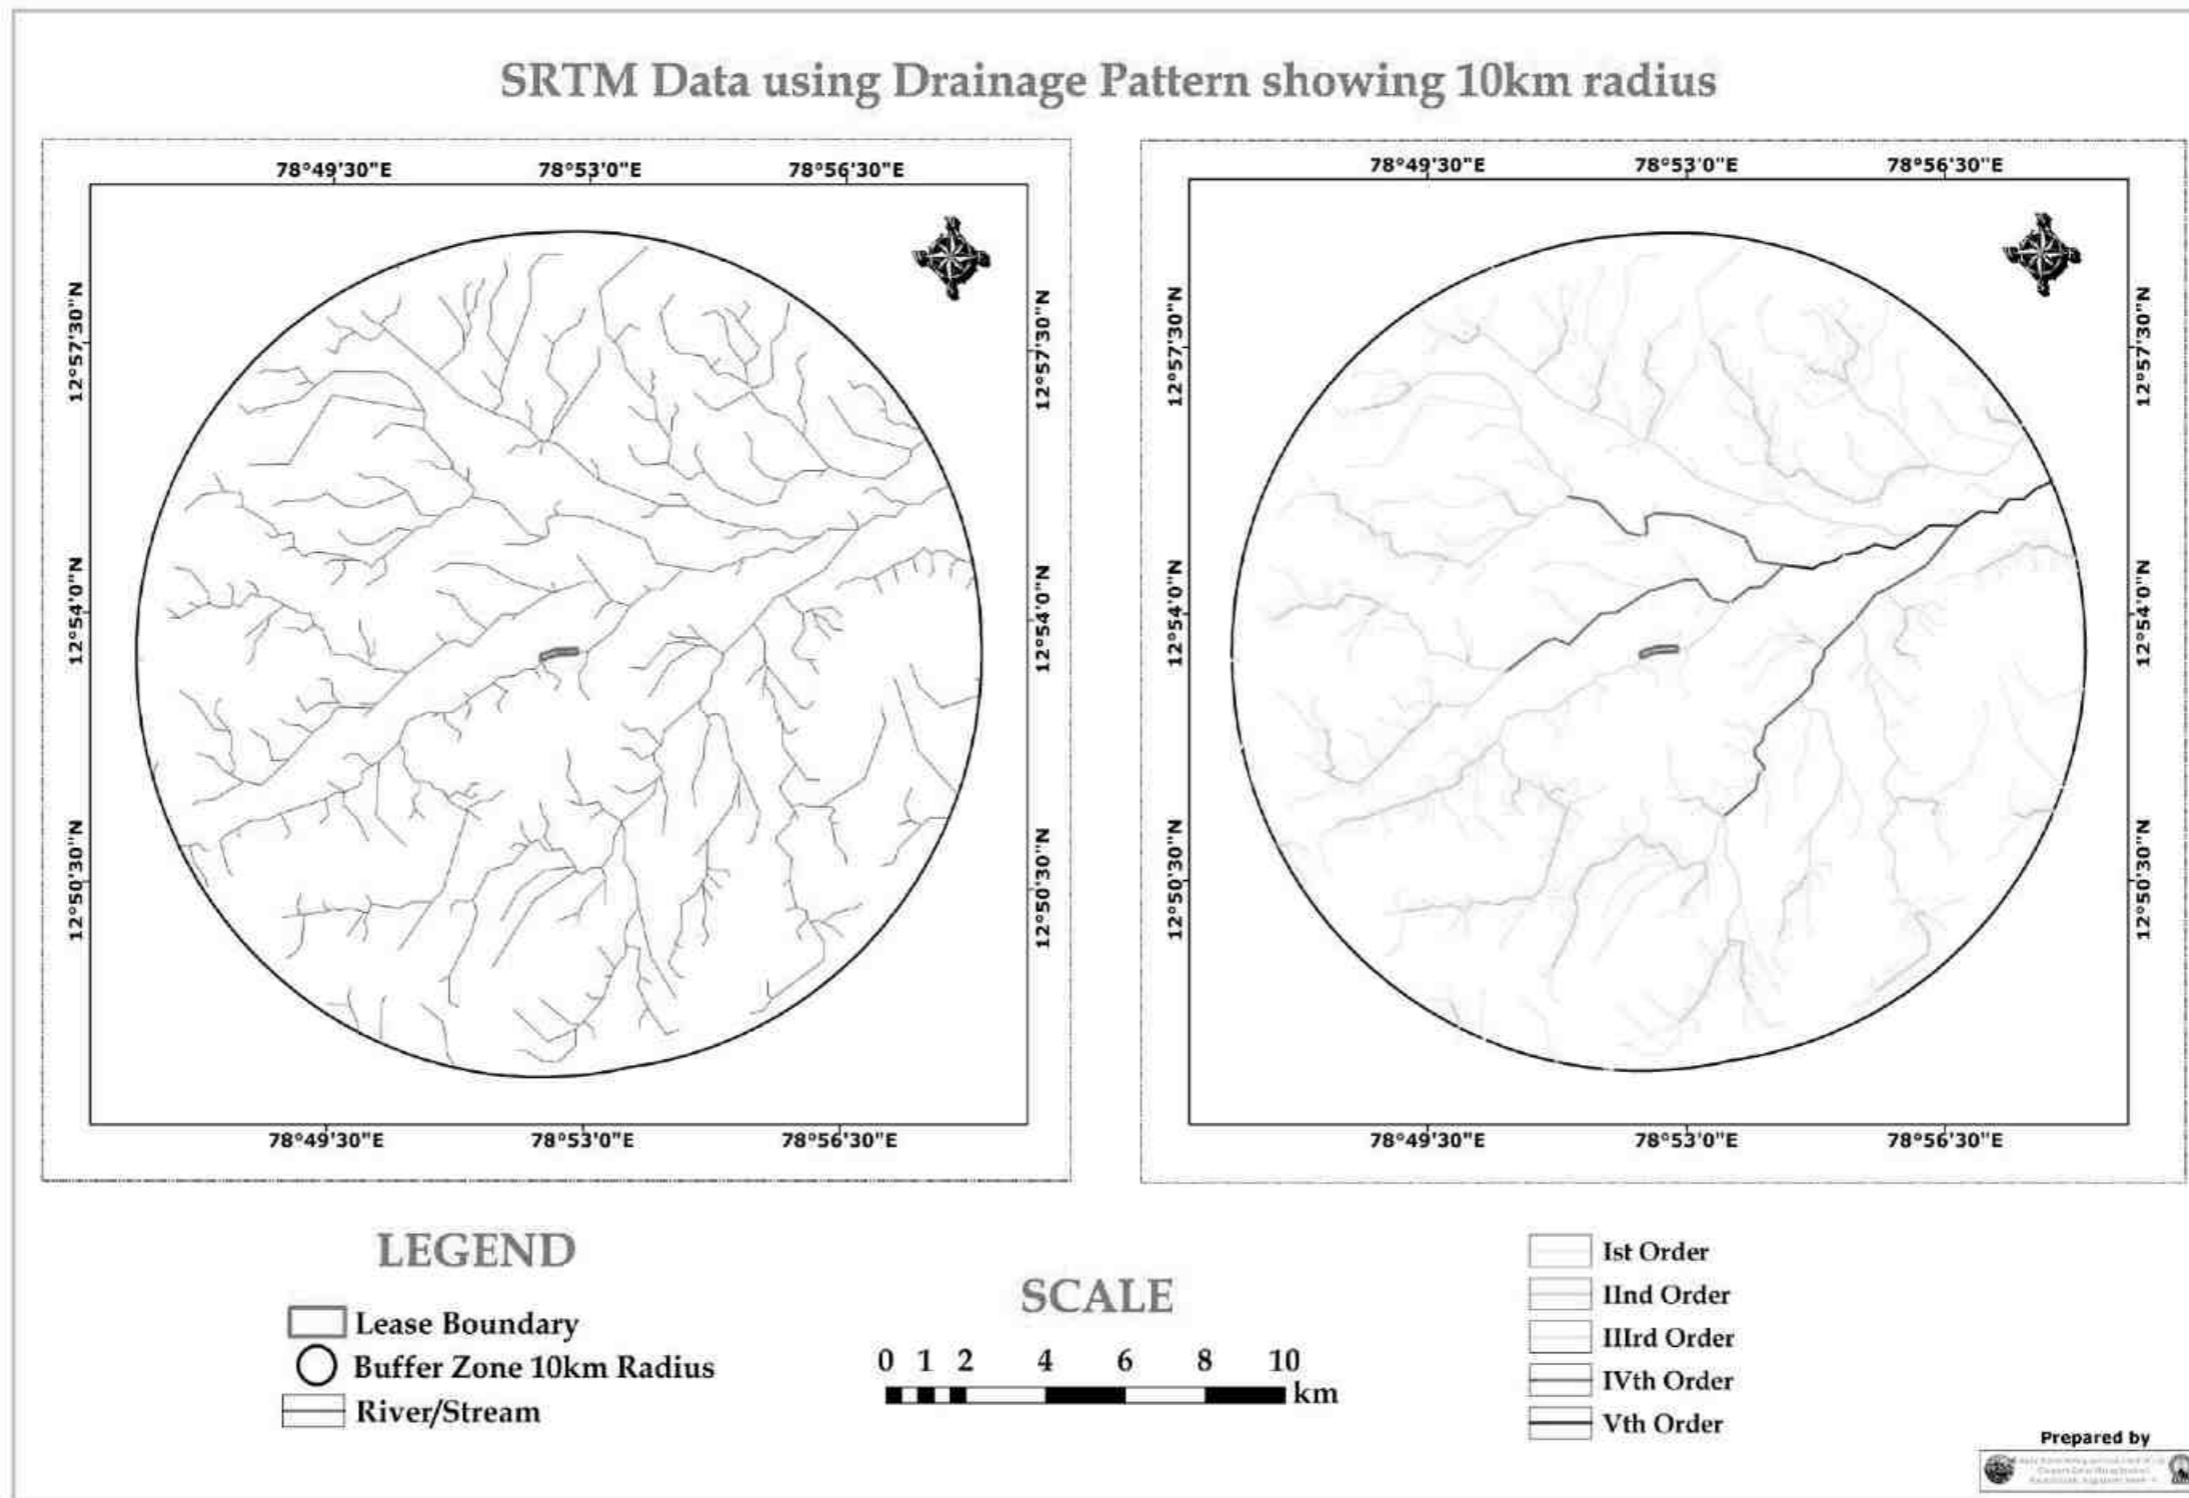 SRTM Data using Drainage Pattern showing 10km radius
78°49'30"E 78°53'0"E 78°56'30"E
12°57'30"N
12°54'0"N
12°50'30"N
12°57'30"N
12°54'0"N
12°50'30"N
78°49'30"E 78°53'0"E 78°56'30"E
78°49'30"E 78°53'0"E 78°56'30"E
12°57'30"N
12°54'0"N
12°50'30"N
12°57'30"N
12°54'0"N
12°50'30"N
78°49'30"E 78°53'0"E 78°56'30"E
LEGEND
Lease Boundary
Buffer Zone 10km Radius
River/Stream
SCALE
0 1 2 4 6 8 10
km
Ist Order
IInd Order
IIIrd Order
IVth Order
Vth Order
Prepared by